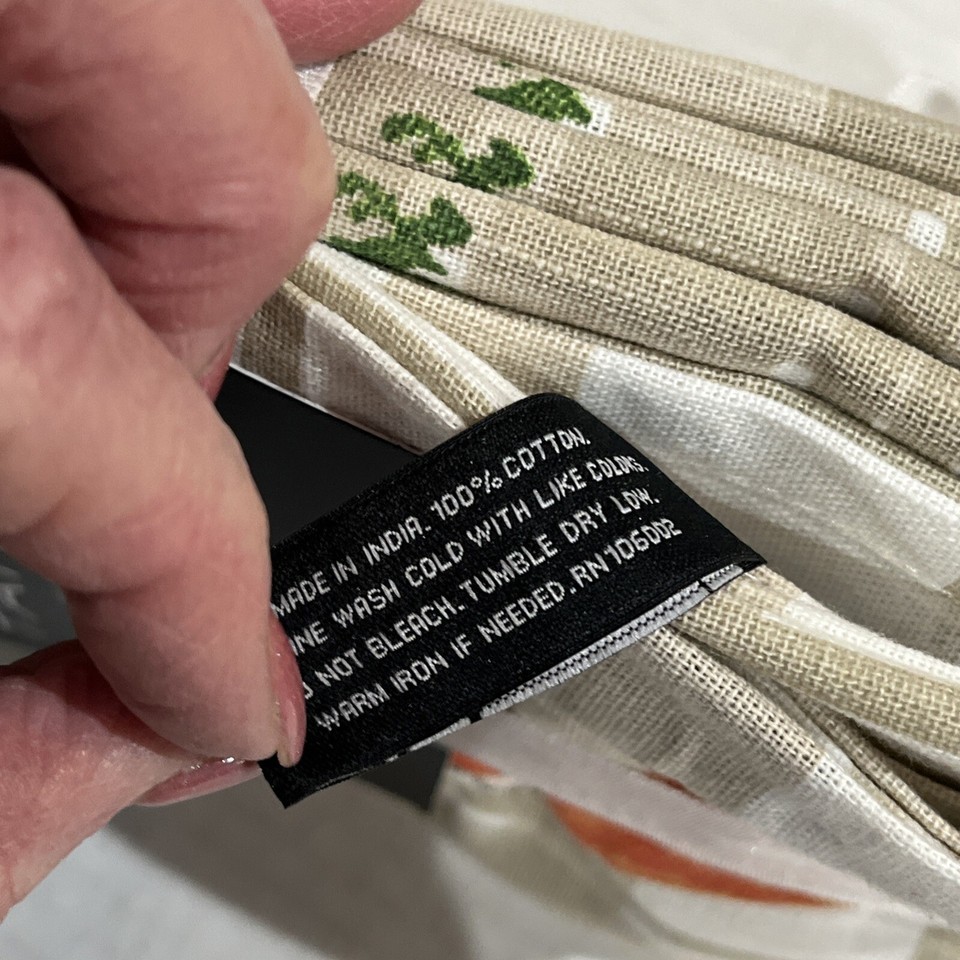 MADE IN INDIA. 100% COTTON.
INE WASH COLD WITH LIKE COLORS.
NOT BLEACH. TUMBLE DRY LOW.
WARM IRON IF NEEDED. RN106002